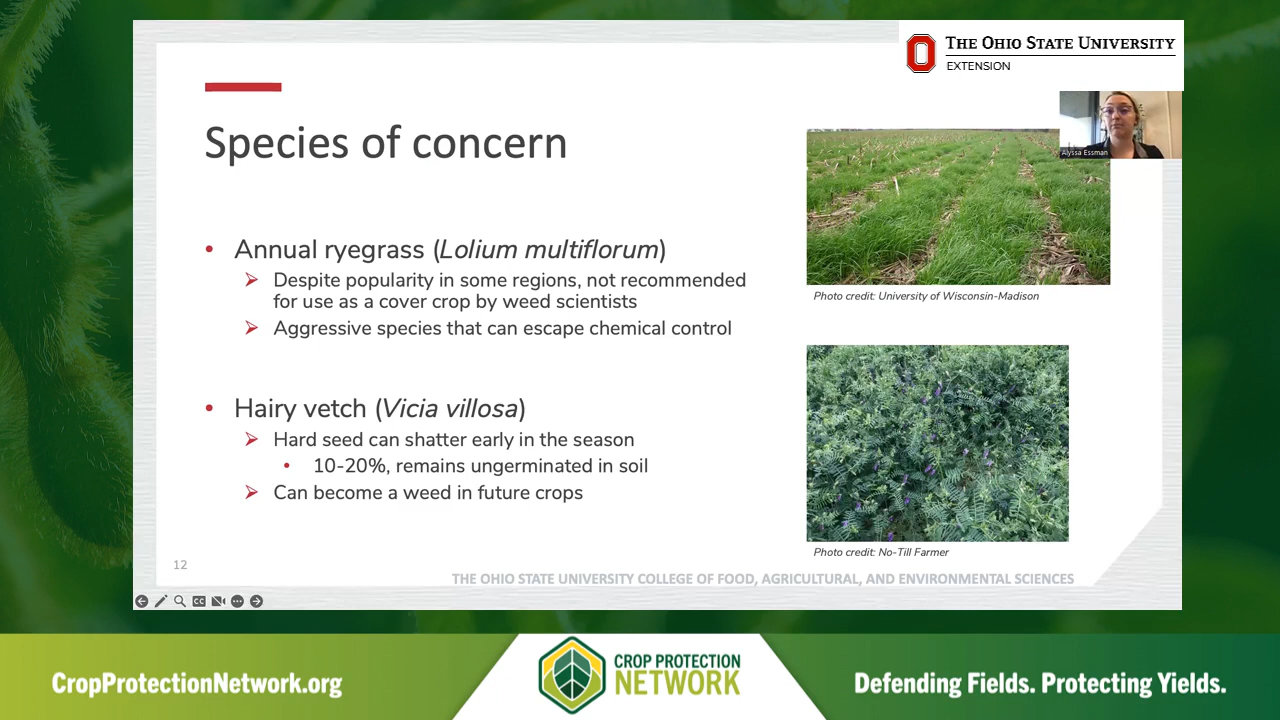 THE OHIO STATE UNIVERSITY
EXTENSION
Alyssa Essman
Species of concern
• Annual ryegrass (Lolium multiflorum)
➢ Despite popularity in some regions, not recommended
for use as a cover crop by weed scientists
➢ Aggressive species that can escape chemical control
• Hairy vetch (Vicia villosa)
➢ Hard seed can shatter early in the season
• 10-20%, remains ungerminated in soil
➢ Can become a weed in future crops
Photo credit: University of Wisconsin-Madison
Photo credit: No-Till Farmer
12
THE OHIO STATE UNIVERSITY COLLEGE OF FOOD, AGRICULTURAL, AND ENVIRONMENTAL SCIENCES
CC
CropProtectionNetwork.org
CROP PROTECTION
NETWORK
Defending Fields. Protecting Yields.